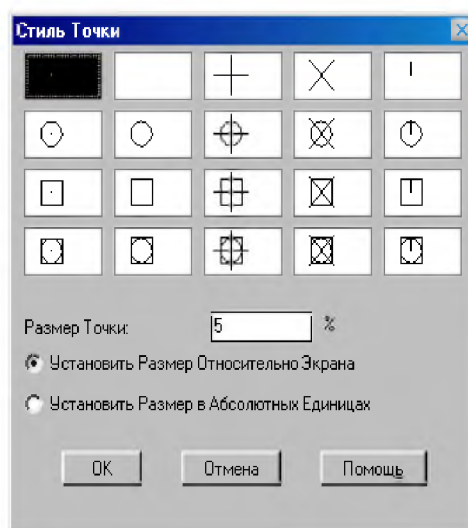 Стиль Точки
Размер Точки: 5 %
Установить Размер Относительно Экрана
Установить Размер в Абсолютных Единицах
OK Отмена Помощь